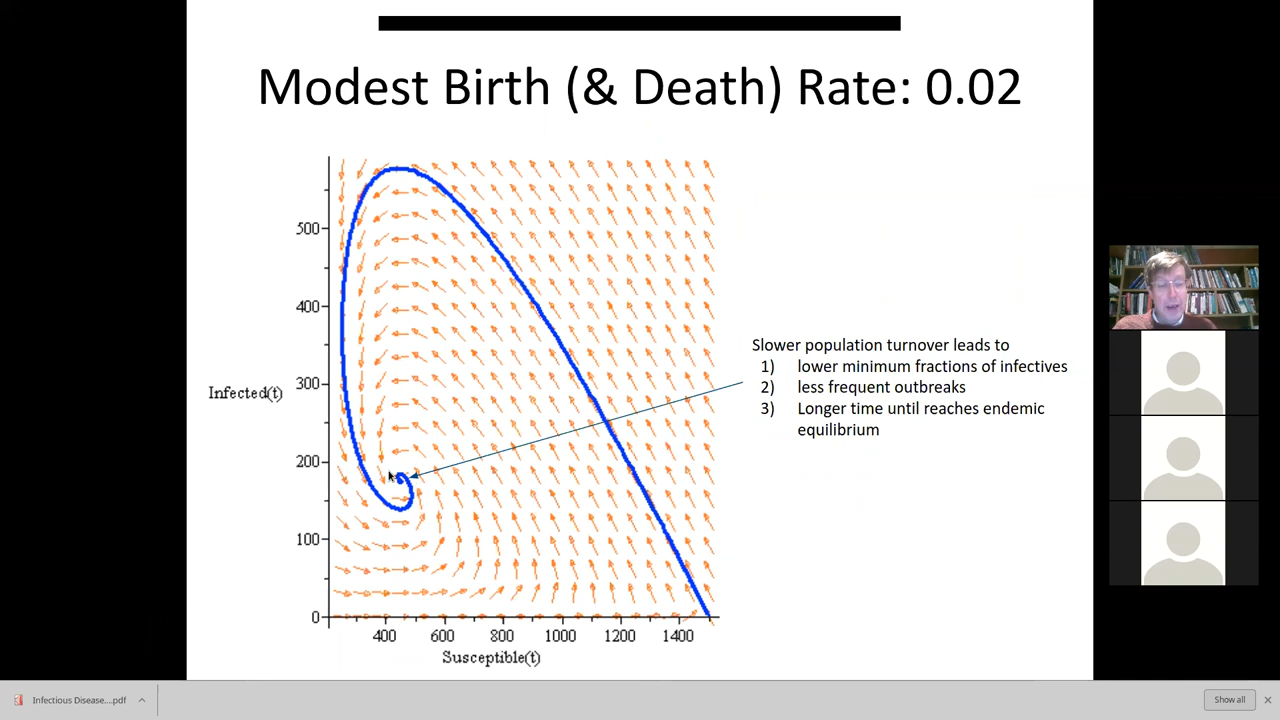 Modest Birth (& Death) Rate: 0.02
500
400
300
200
100
0
Infected(t)
400
600
800
1000
1200
1400
Susceptible(t)
Slower population turnover leads to
1) lower minimum fractions of infectives
2) less frequent outbreaks
3) Longer time until reaches endemic
equilibrium
Infectious Disease....pdf
Show all